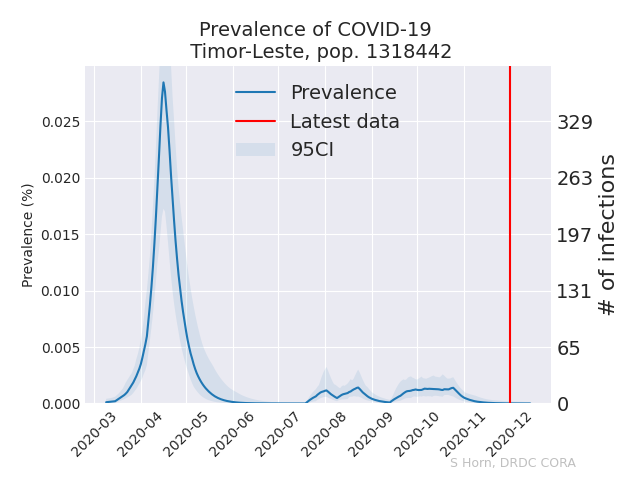 Prevalence of COVID-19
Timor-Leste, pop. 1318442
Prevalence
Latest data
95CI
Prevalence (%)
0.025
0.020
0.015
0.010
0.005
0.000
329
263
197
131
65
0
# of infections
2020-03
2020-04
2020-05
2020-06
2020-07
2020-08
2020-09
2020-10
2020-11
2020-12
S Horn, DRDC CORA